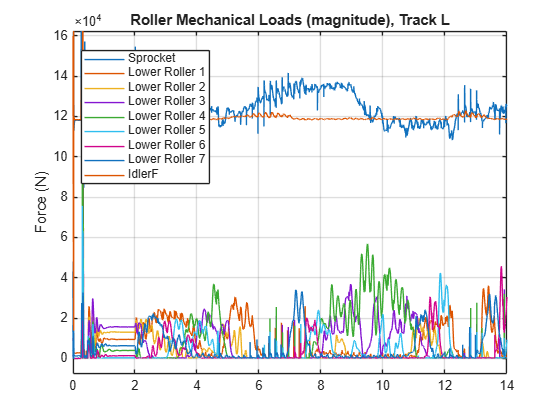 Roller Mechanical Loads (magnitude), Track L
×10⁴
16
14
12
10
8
6
4
2
0
Force (N)
Sprocket
Lower Roller 1
Lower Roller 2
Lower Roller 3
Lower Roller 4
Lower Roller 5
Lower Roller 6
Lower Roller 7
IdlerF
0 2 4 6 8 10 12 14